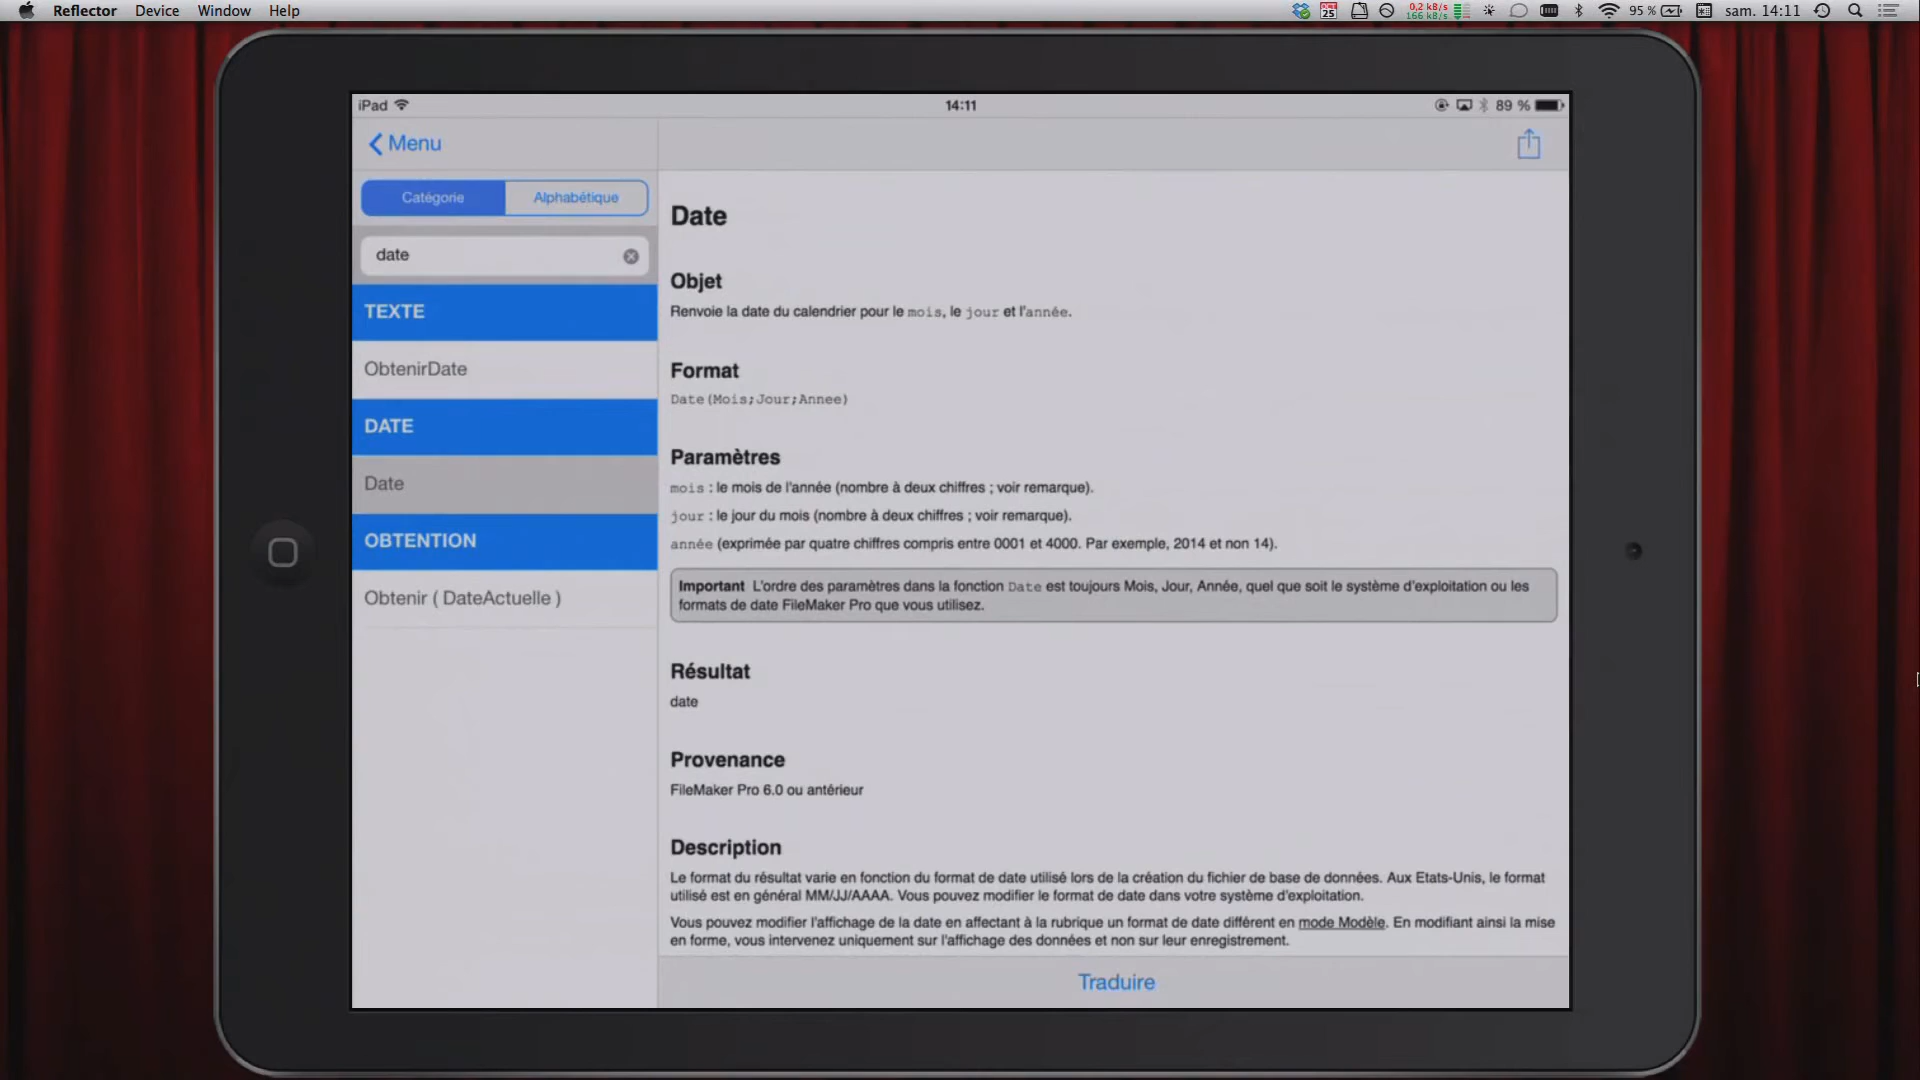 Reflector Device Window Help
OCT 25 0,2 kB/s 166 kB/s 95 % sam. 14:11
iPad 14:11 89 %
Menu
Catégorie Alphabétique
date
TEXTE
ObtenirDate
DATE
Date
OBTENTION
Obtenir ( DateActuelle )
Date
Objet
Renvoie la date du calendrier pour le mois, le jour et l'année.
Format
Date(Mois;Jour;Annee)
Paramètres
mois : le mois de l'année (nombre à deux chiffres ; voir remarque).
jour : le jour du mois (nombre à deux chiffres ; voir remarque).
année (exprimée par quatre chiffres compris entre 0001 et 4000. Par exemple, 2014 et non 14).
Important L'ordre des paramètres dans la fonction Date est toujours Mois, Jour, Année, quel que soit le système d'exploitation ou les
formats de date FileMaker Pro que vous utilisez.
Résultat
date
Provenance
FileMaker Pro 6.0 ou antérieur
Description
Le format du résultat varie en fonction du format de date utilisé lors de la création du fichier de base de données. Aux Etats-Unis, le format
utilisé est en général MM/JJ/AAAA. Vous pouvez modifier le format de date dans votre système d'exploitation.
Vous pouvez modifier l'affichage de la date en affectant à la rubrique un format de date différent en mode Modèle. En modifiant ainsi la mise
en forme, vous intervenez uniquement sur l'affichage des données et non sur leur enregistrement.
Traduire